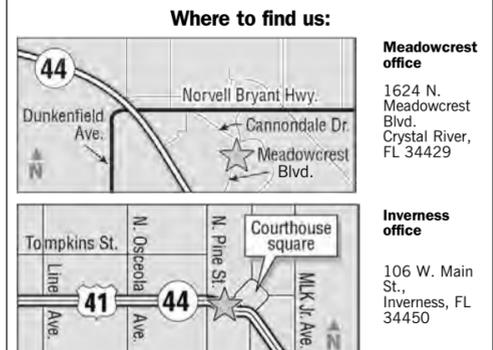 Where to find us:
44
Norvell Bryant Hwy.
Dunkenfield
Ave.
Cannondale Dr.
Meadowcrest
Blvd.
N
Meadowcrest
office
1624 N.
Meadowcrest
Blvd.
Crystal River,
FL 34429
Tompkins St.
Line
Ave.
N. Osceola
Ave.
N. Pine St.
Courthouse
square
41
44
MLK Jr. Ave.
N
Inverness
office
106 W. Main
St.,
Inverness, FL
34450